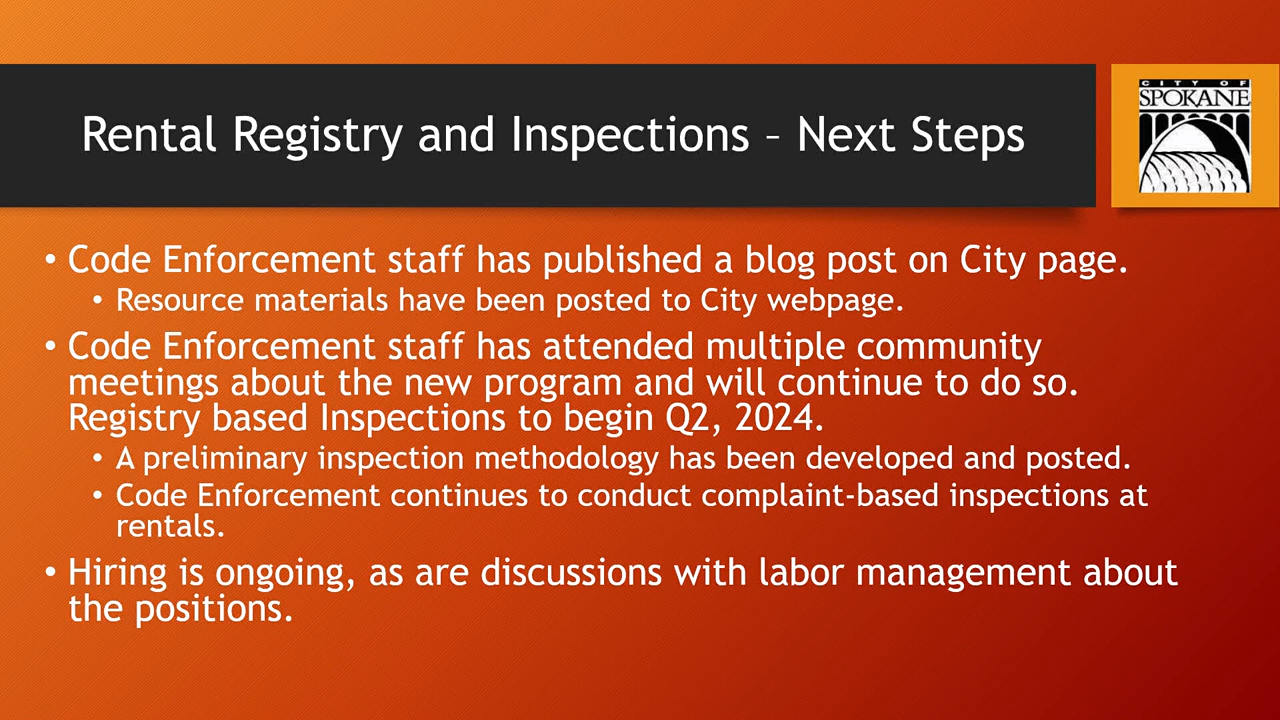 Rental Registry and Inspections – Next Steps
CITY OF
SPOKANE
• Code Enforcement staff has published a blog post on City page.
• Resource materials have been posted to City webpage.
• Code Enforcement staff has attended multiple community
meetings about the new program and will continue to do so.
Registry based Inspections to begin Q2, 2024.
• A preliminary inspection methodology has been developed and posted.
• Code Enforcement continues to conduct complaint-based inspections at
rentals.
• Hiring is ongoing, as are discussions with labor management about
the positions.